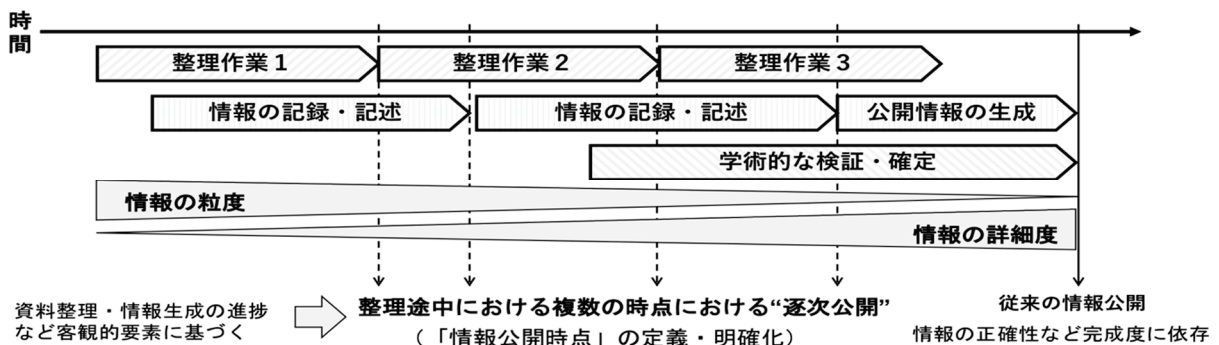 時
間
整理作業１
整理作業２
整理作業３
情報の記録・記述
情報の記録・記述
公開情報の生成
学術的な検証・確定
情報の粒度
情報の詳細度
資料整理・情報生成の進捗
など客観的要素に基づく
整理途中における複数の時点における“逐次公開”
（「情報公開時点」の定義・明確化）
従来の情報公開
情報の正確性など完成度に依存